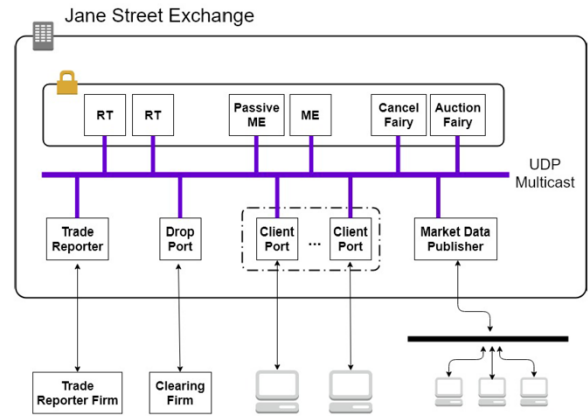 Jane Street Exchange
RT
RT
Passive
ME
ME
Cancel
Fairy
Auction
Fairy
UDP
Multicast
Trade
Reporter
Drop
Port
Client
Port
...
Client
Port
Market Data
Publisher
Trade
Reporter Firm
Clearing
Firm